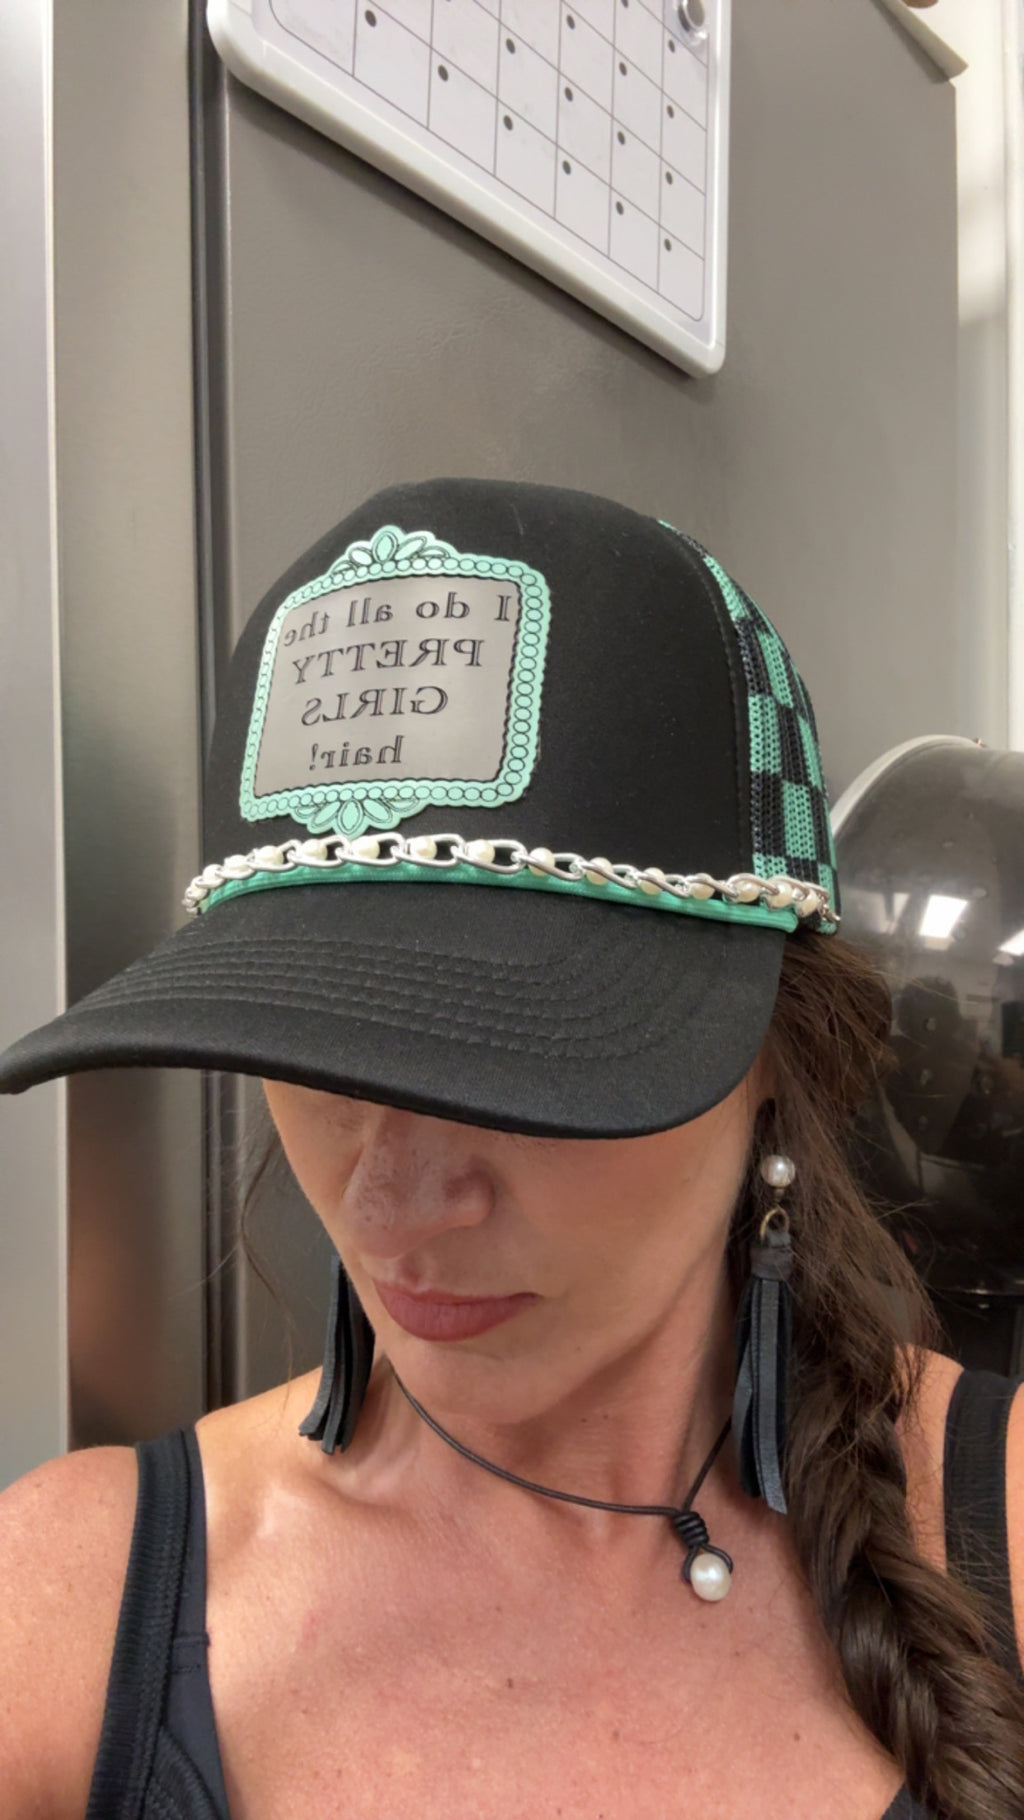 I do all the
PRETTY
GIRLS
hair!